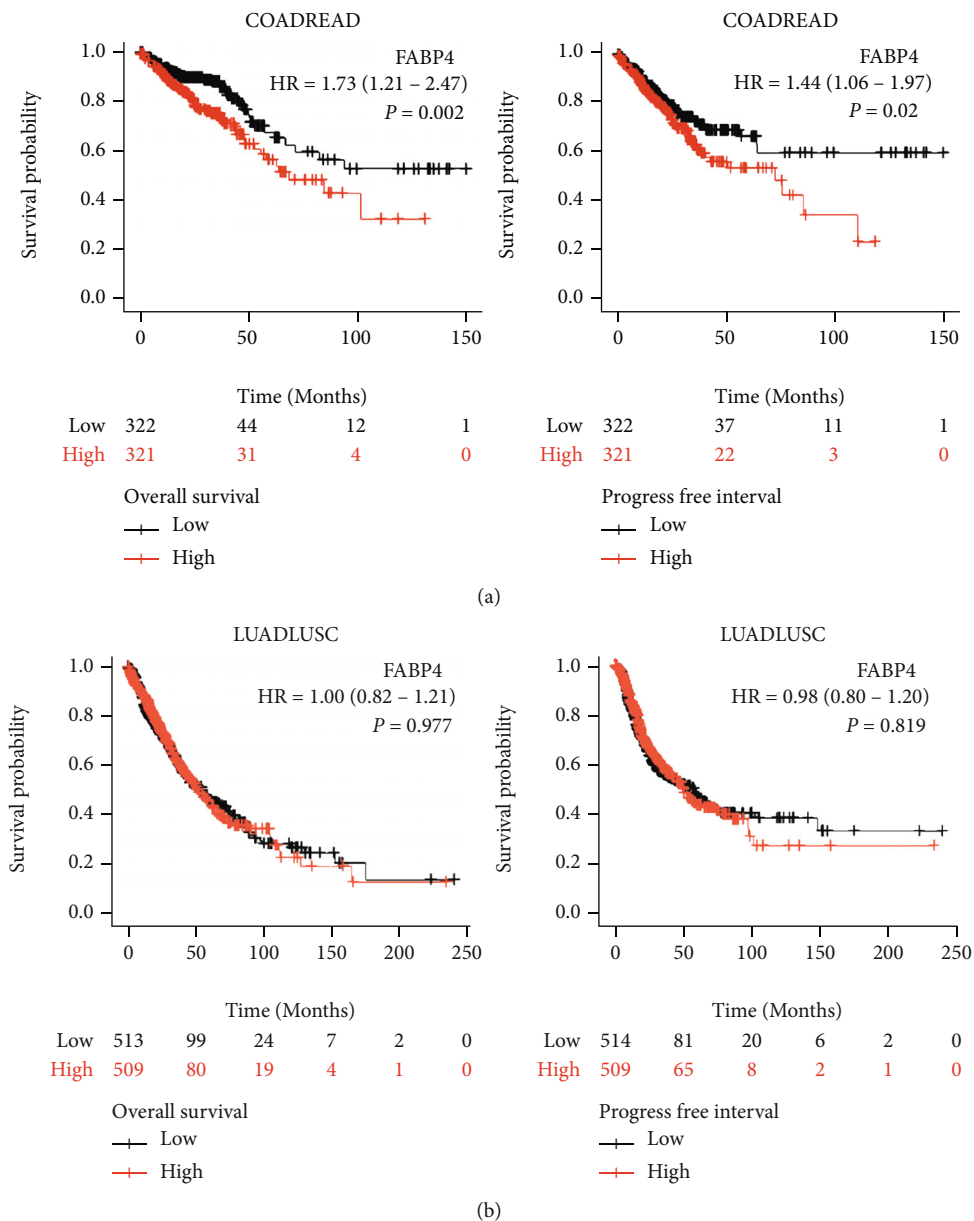 COADREAD
FABP4
HR = 1.73 (1.21 – 2.47)
P = 0.002
Survival probability
1.0
0.8
0.6
0.4
0.2
0.0
0 50 100 150
Time (Months)
Low 322 44 12 1
High 321 31 4 0
Overall survival
Low
High
COADREAD
FABP4
HR = 1.44 (1.06 – 1.97)
P = 0.02
Survival probability
1.0
0.8
0.6
0.4
0.2
0.0
0 50 100 150
Time (Months)
Low 322 37 11 1
High 321 22 3 0
Progress free interval
Low
High
(a)
LUADLUSC
FABP4
HR = 1.00 (0.82 – 1.21)
P = 0.977
Survival probability
1.0
0.8
0.6
0.4
0.2
0.0
0 50 100 150 200 250
Time (Months)
Low 513 99 24 7 2 0
High 509 80 19 4 1 0
Overall survival
Low
High
LUADLUSC
FABP4
HR = 0.98 (0.80 – 1.20)
P = 0.819
Survival probability
1.0
0.8
0.6
0.4
0.2
0.0
0 50 100 150 200 250
Time (Months)
Low 514 81 20 6 2 0
High 509 65 8 2 1 0
Progress free interval
Low
High
(b)